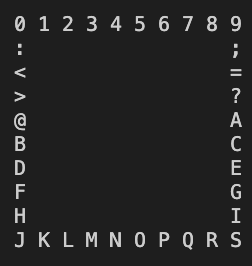 0 1 2 3 4 5 6 7 8 9
:                 ;
<                 =
>                 ?
@                 A
B                 C
D                 E
F                 G
H                 I
J K L M N O P Q R S